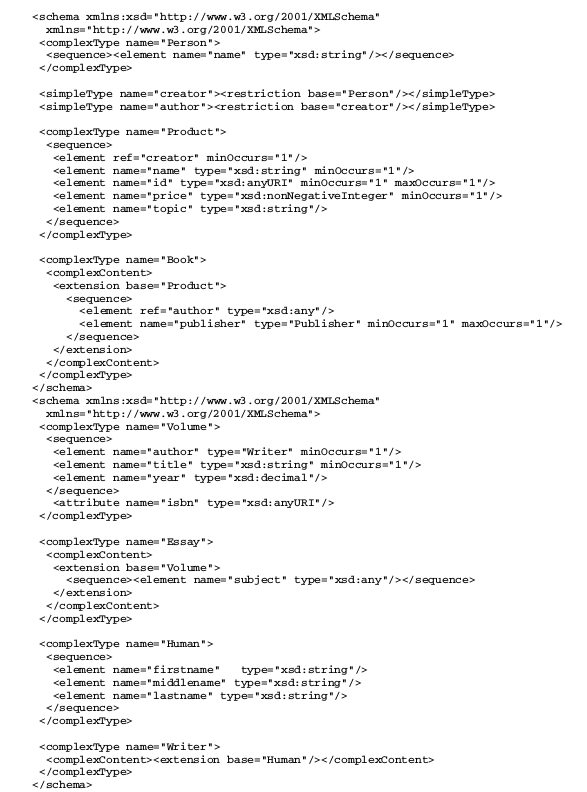 <schema xmlns:xsd="http://www.w3.org/2001/XMLSchema"
  xmlns="http://www.w3.org/2001/XMLSchema">
 <complexType name="Person">
  <sequence><element name="name" type="xsd:string"/></sequence>
 </complexType>

 <simpleType name="creator"><restriction base="Person"/></simpleType>
 <simpleType name="author"><restriction base="creator"/></simpleType>

 <complexType name="Product">
  <sequence>
   <element ref="creator" minOccurs="1"/>
   <element name="name" type="xsd:string" minOccurs="1"/>
   <element name="id" type="xsd:anyURI" minOccurs="1" maxOccurs="1"/>
   <element name="price" type="xsd:nonNegativeInteger" minOccurs="1"/>
   <element name="topic" type="xsd:string"/>
  </sequence>
 </complexType>

 <complexType name="Book">
  <complexContent>
   <extension base="Product">
     <sequence>
       <element ref="author" type="xsd:any"/>
       <element name="publisher" type="Publisher" minOccurs="1" maxOccurs="1"/>
     </sequence>
   </extension>
  </complexContent>
 </complexType>
</schema>
<schema xmlns:xsd="http://www.w3.org/2001/XMLSchema"
  xmlns="http://www.w3.org/2001/XMLSchema">
 <complexType name="Volume">
  <sequence>
   <element name="author" type="Writer" minOccurs="1"/>
   <element name="title" type="xsd:string" minOccurs="1"/>
   <element name="year" type="xsd:decimal"/>
  </sequence>
   <attribute name="isbn" type="xsd:anyURI"/>
 </complexType>

 <complexType name="Essay">
  <complexContent>
   <extension base="Volume">
     <sequence><element name="subject" type="xsd:any"/></sequence>
   </extension>
  </complexContent>
 </complexType>

 <complexType name="Human">
  <sequence>
   <element name="firstname"   type="xsd:string"/>
   <element name="middlename" type="xsd:string"/>
   <element name="lastname" type="xsd:string"/>
  </sequence>
 </complexType>

 <complexType name="Writer">
  <complexContent><extension base="Human"/></complexContent>
 </complexType>
</schema>